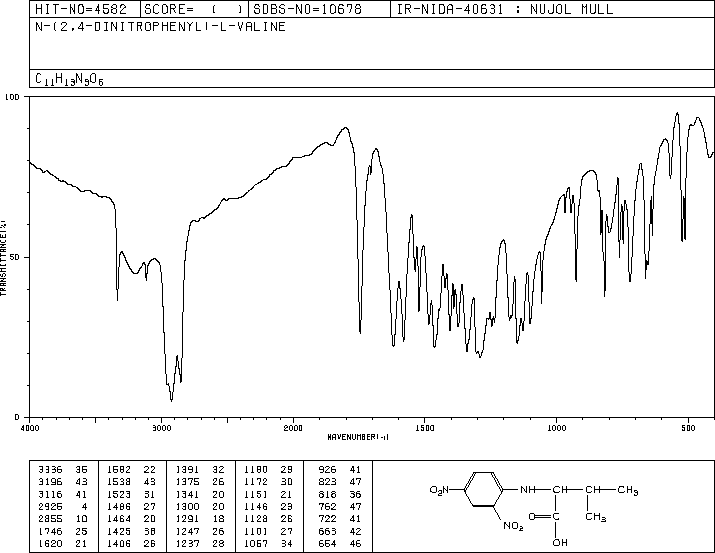 HIT-NO=4582 SCORE= ( ) SDBS-NO=10678 IR-NIDA-40631 : NUJOL MULL
N-(2,4-DINITROPHENYL)-L-VALINE
C11H13N3O6
100
TRANSMITTANCE(%)
50
0
4000 3000 2000 1500 1000 500
WAVENUMBER(-1)
3336 35 1582 22 1391 32 1180 29 926 41
3196 43 1538 43 1375 26 1172 30 823 47
3116 41 1523 31 1341 20 1151 21 818 36
2925 4 1486 27 1300 20 1146 23 762 47
2855 10 1464 20 1291 18 1128 26 722 41
1746 25 1425 38 1247 26 1101 27 663 42
1620 21 1406 26 1237 28 1057 34 654 46
O2N NH CH CH CH3
NO2 O C CH3
OH